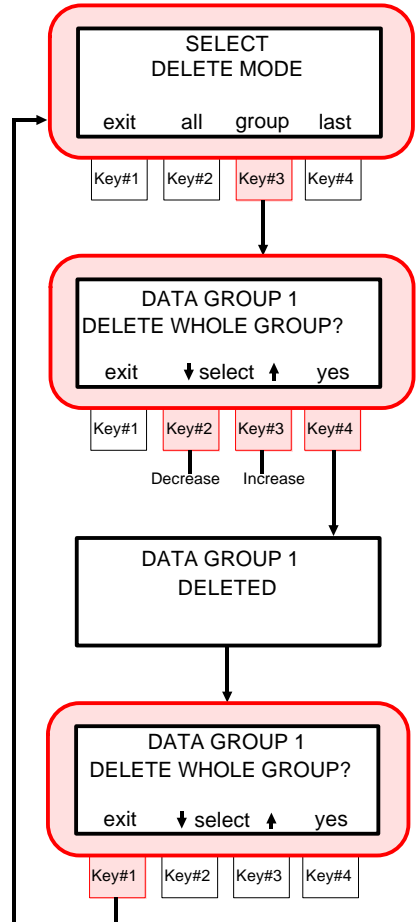 SELECT
DELETE MODE
exit all group last
Key#1 Key#2 Key#3 Key#4
DATA GROUP 1
DELETE WHOLE GROUP?
exit select yes
Key#1 Key#2 Key#3 Key#4
Decrease Increase
DATA GROUP 1
DELETED
DATA GROUP 1
DELETE WHOLE GROUP?
exit select yes
Key#1 Key#2 Key#3 Key#4